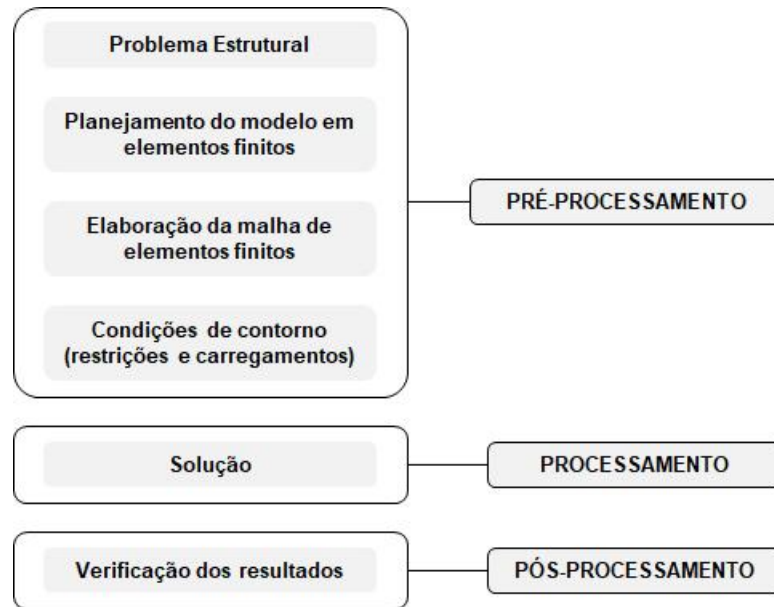 Problema Estrutural
Planejamento do modelo em
elementos finitos
Elaboração da malha de
elementos finitos
Condições de contorno
(restrições e carregamentos)
PRÉ-PROCESSAMENTO
Solução
PROCESSAMENTO
Verificação dos resultados
PÓS-PROCESSAMENTO